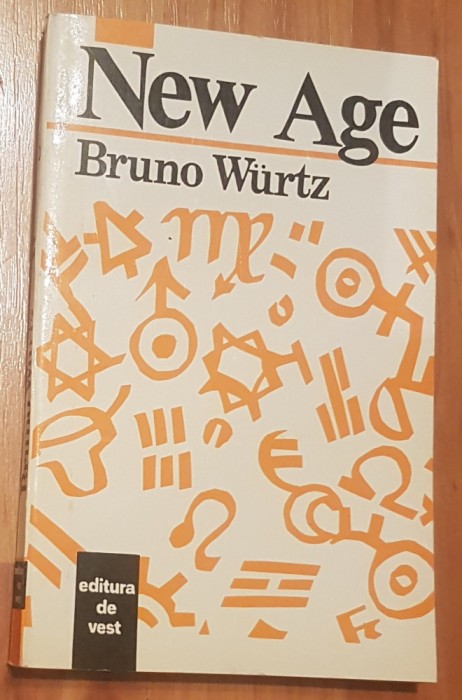 New Age
Bruno Würtz
editura
de
vest